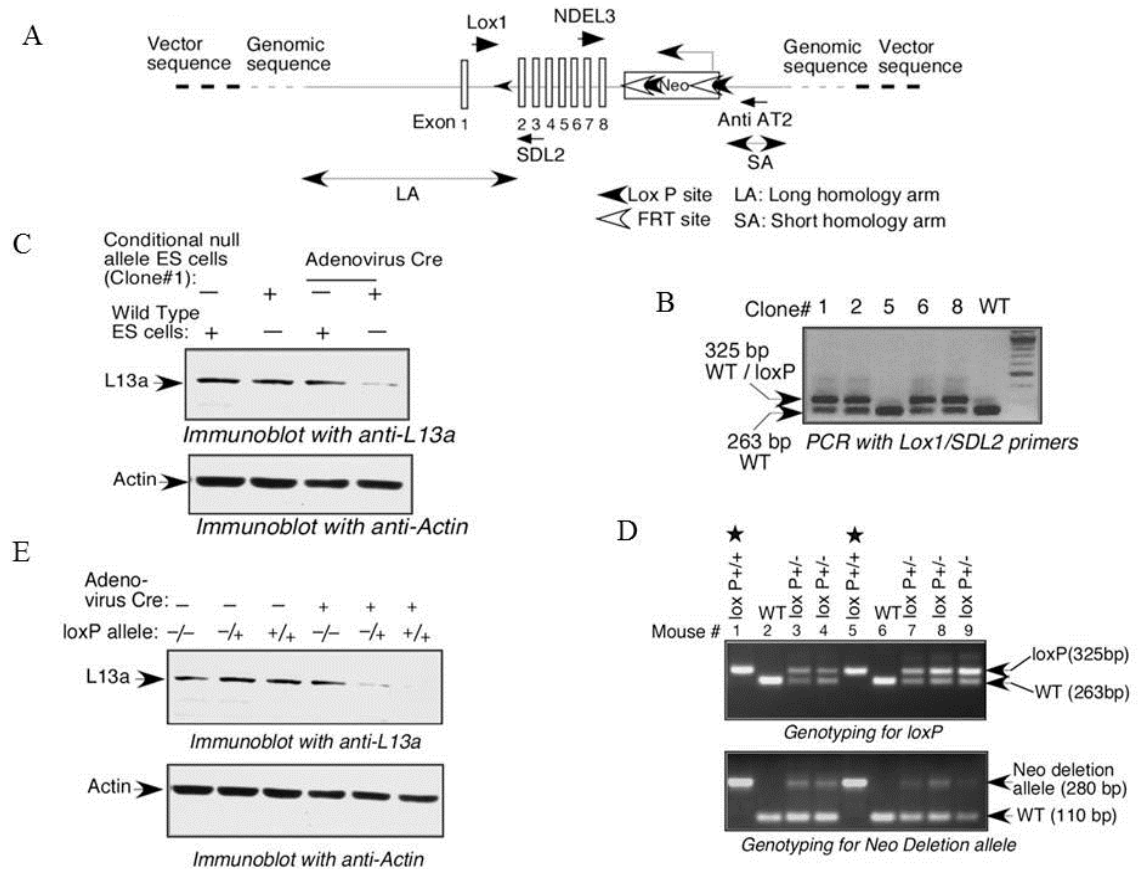 A
Lox1
NDEL3
Vector sequence
Genomic sequence
Genomic sequence
Vector sequence
Neo
Exon 1
2 3 4 5 6 7 8
SDL2
Anti AT2
SA
LA
Lox P site
LA: Long homology arm
FRT site
SA: Short homology arm
C
Conditional null
allele ES cells
(Clone#1):
Adenovirus Cre
— + — +
Wild Type
ES cells:
+ — + —
L13a
Immunoblot with anti-L13a
Actin
Immunoblot with anti-Actin
B
Clone# 1 2 5 6 8 WT
325 bp
WT / loxP
263 bp
WT
PCR with Lox1/SDL2 primers
E
Adeno-
virus Cre: – – – + + +
loxP allele: –/– –/+ +/+ –/– –/+ +/+
L13a
Immunoblot with anti-L13a
Actin
Immunoblot with anti-Actin
D
★ ★
lox P+/+ WT lox P+/- lox P+/- lox P+/+ WT lox P+/- lox P+/- lox P+/-
Mouse # 1 2 3 4 5 6 7 8 9
loxP(325bp)
WT (263bp)
Genotyping for loxP
Neo deletion
allele (280 bp)
WT (110 bp)
Genotyping for Neo Deletion allele